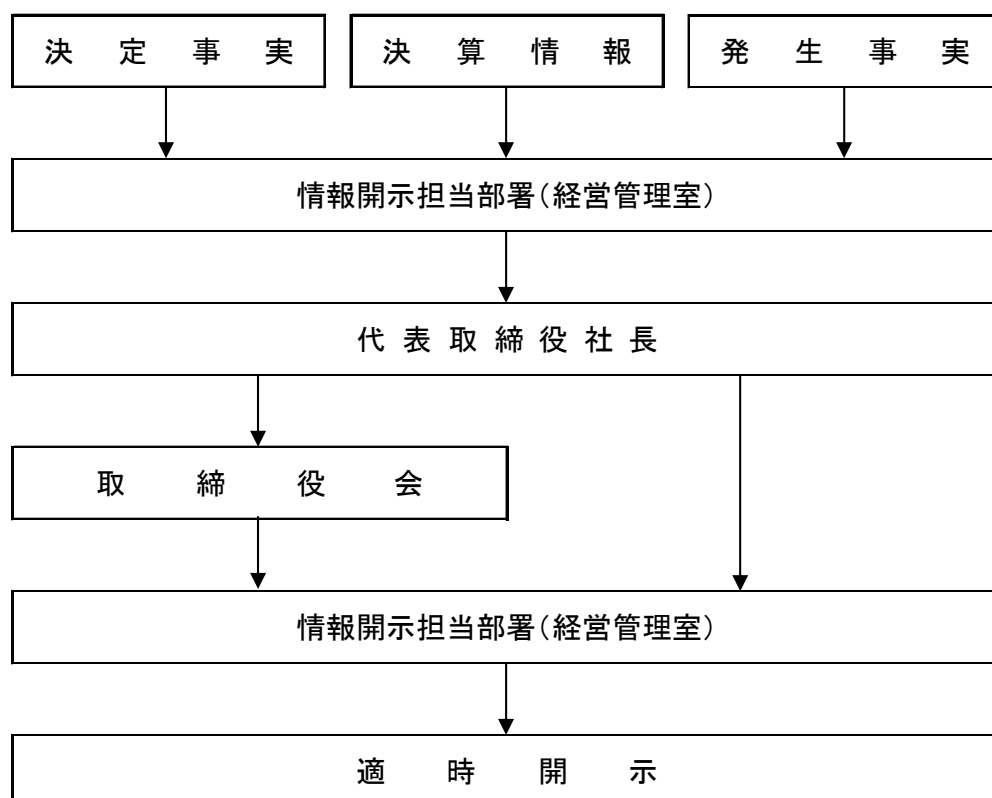 決定事実
決算情報
発生事実
情報開示担当部署(経営管理室)
代表取締役社長
取締役会
情報開示担当部署(経営管理室)
適時開示